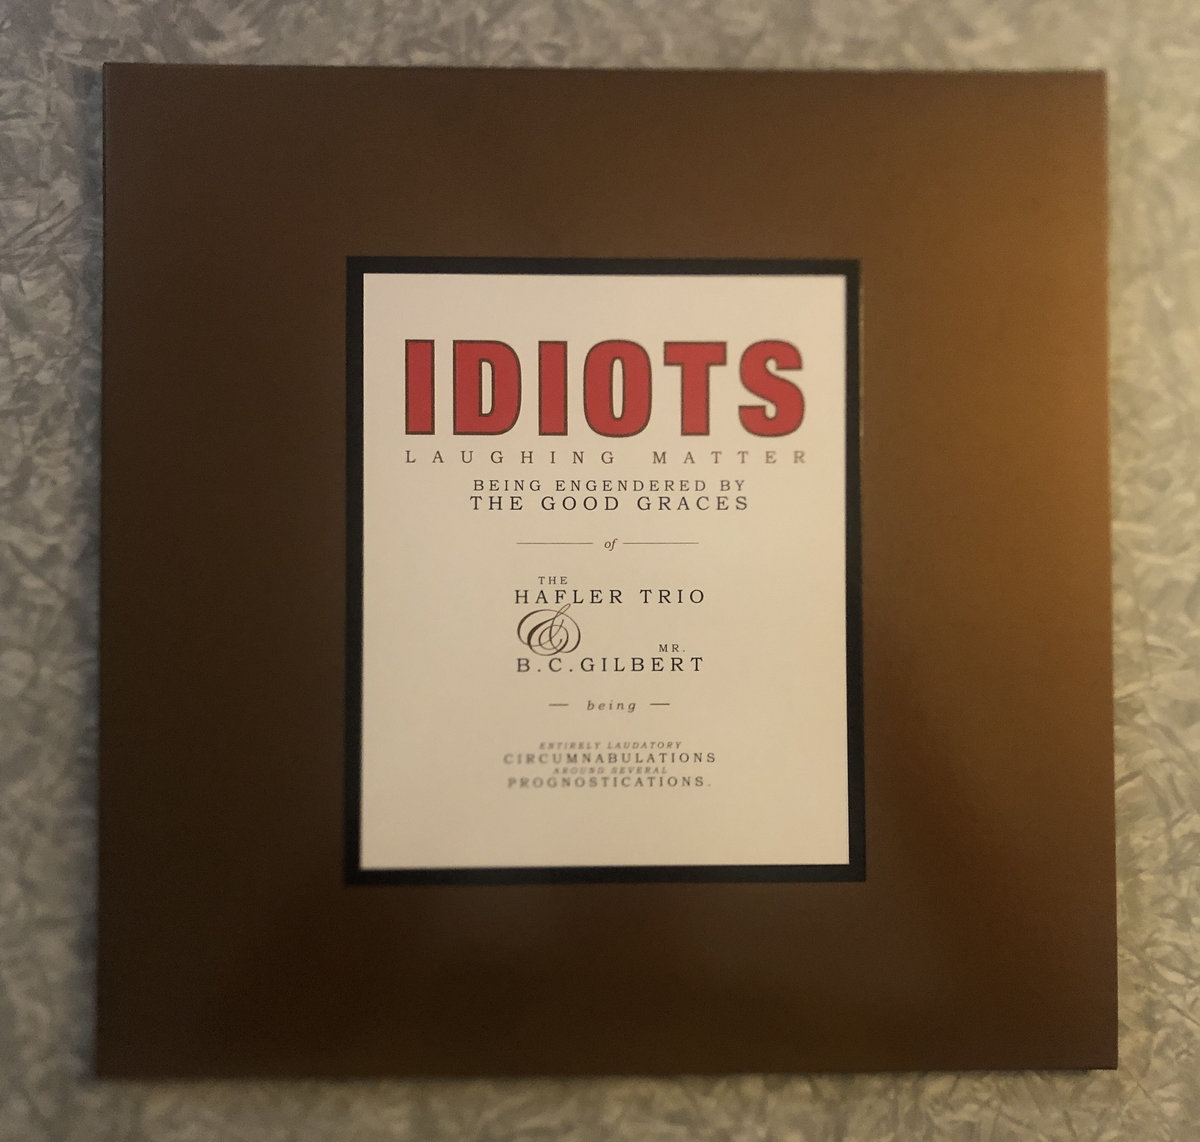 IDIOTS
LAUGHING MATTER
BEING ENGENDERED BY
THE GOOD GRACES
of
THE
HAFLER TRIO
&
MR.
B.C.GILBERT
— being —
ENTIRELY LAUDATORY
CIRCUMNABULATIONS
AROUND SEVERAL
PROGNOSTICATIONS.